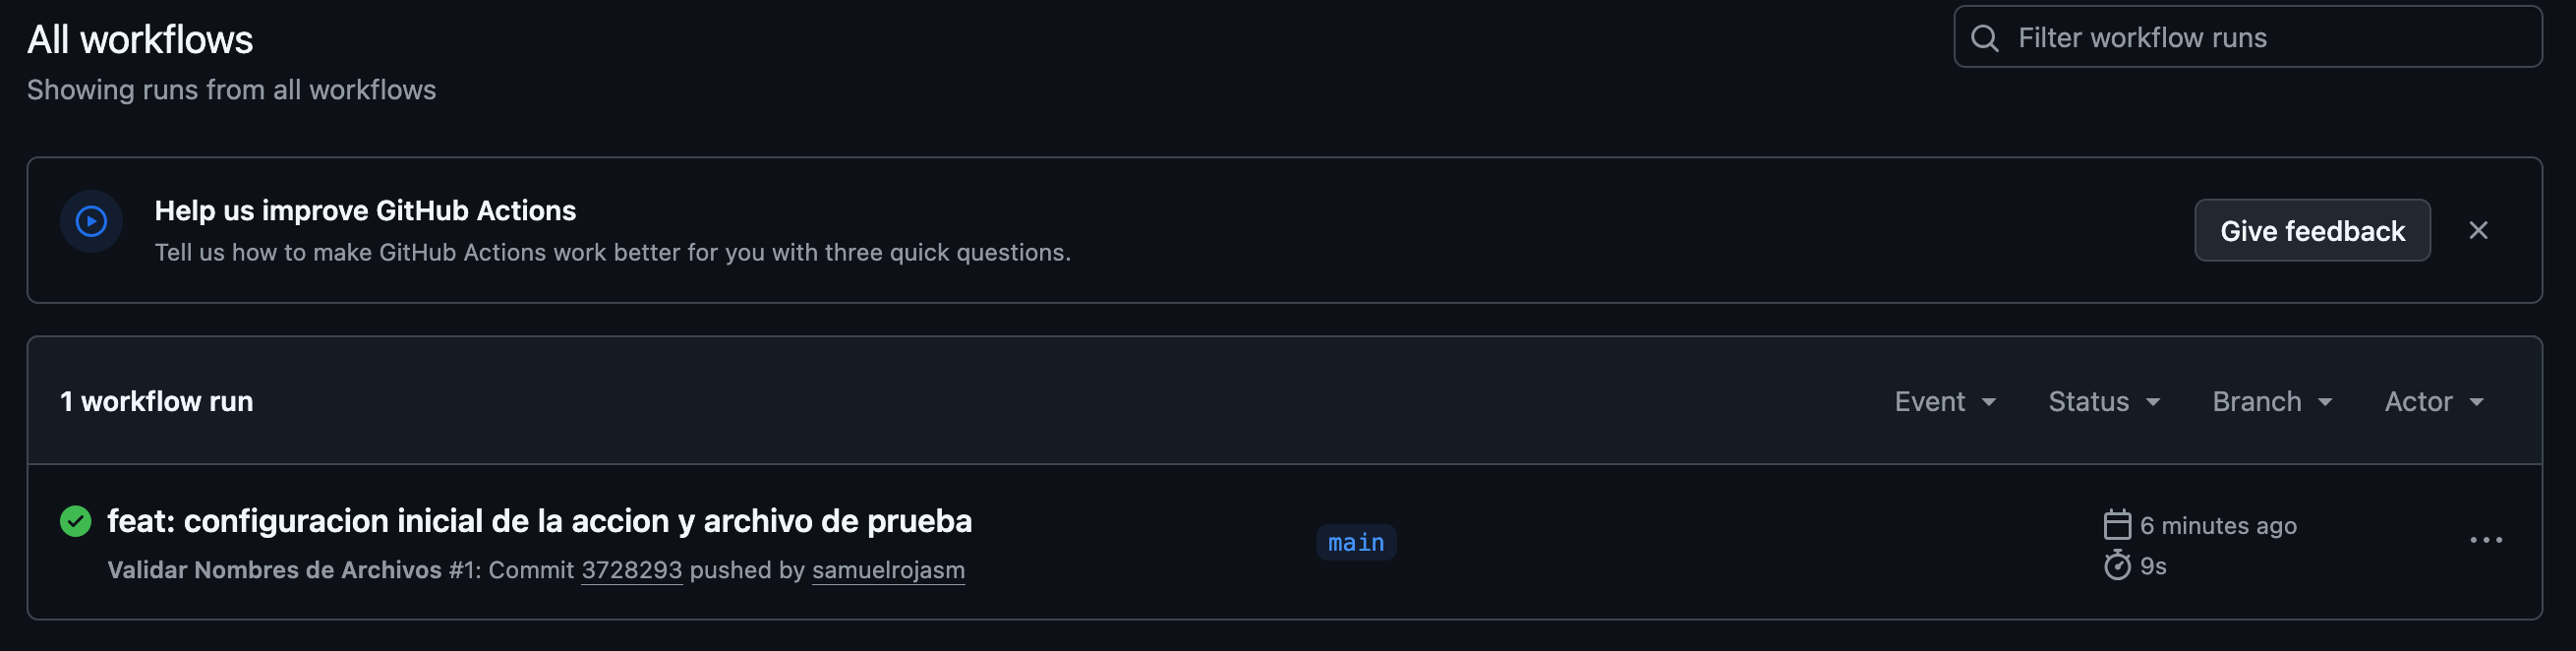 All workflows
Filter workflow runs
Showing runs from all workflows
Help us improve GitHub Actions
Tell us how to make GitHub Actions work better for you with three quick questions.
Give feedback
1 workflow run
Event
Status
Branch
Actor
feat: configuracion inicial de la accion y archivo de prueba
Validar Nombres de Archivos #1: Commit 3728293 pushed by samuelrojasm
main
6 minutes ago
9s